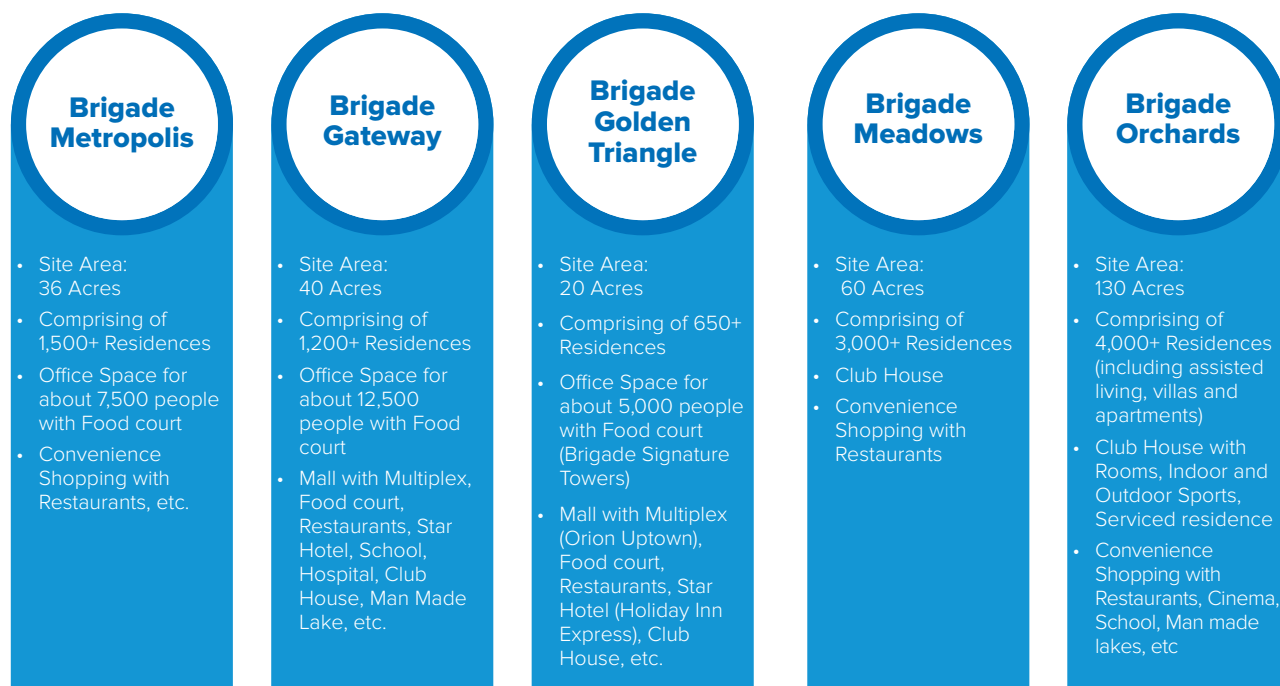 Brigade
Metropolis
• Site Area:
36 Acres
• Comprising of
1,500+ Residences
• Office Space for
about 7,500 people
with Food court
• Convenience
Shopping with
Restaurants, etc.
Brigade
Gateway
• Site Area:
40 Acres
• Comprising of
1,200+ Residences
• Office Space for
about 12,500
people with Food
court
• Mall with Multiplex,
Food court,
Restaurants, Star
Hotel, School,
Hospital, Club
House, Man Made
Lake, etc.
Brigade
Golden
Triangle
• Site Area:
20 Acres
• Comprising of 650+
Residences
• Office Space for
about 5,000 people
with Food court
(Brigade Signature
Towers)
• Mall with Multiplex
(Orion Uptown),
Food court,
Restaurants, Star
Hotel (Holiday Inn
Express), Club
House, etc.
Brigade
Meadows
• Site Area:
60 Acres
• Comprising of
3,000+ Residences
• Club House
• Convenience
Shopping with
Restaurants
Brigade
Orchards
• Site Area:
130 Acres
• Comprising of
4,000+ Residences
(including assisted
living, villas and
apartments)
• Club House with
Rooms, Indoor and
Outdoor Sports,
Serviced residence
• Convenience
Shopping with
Restaurants, Cinema,
School, Man made
lakes, etc